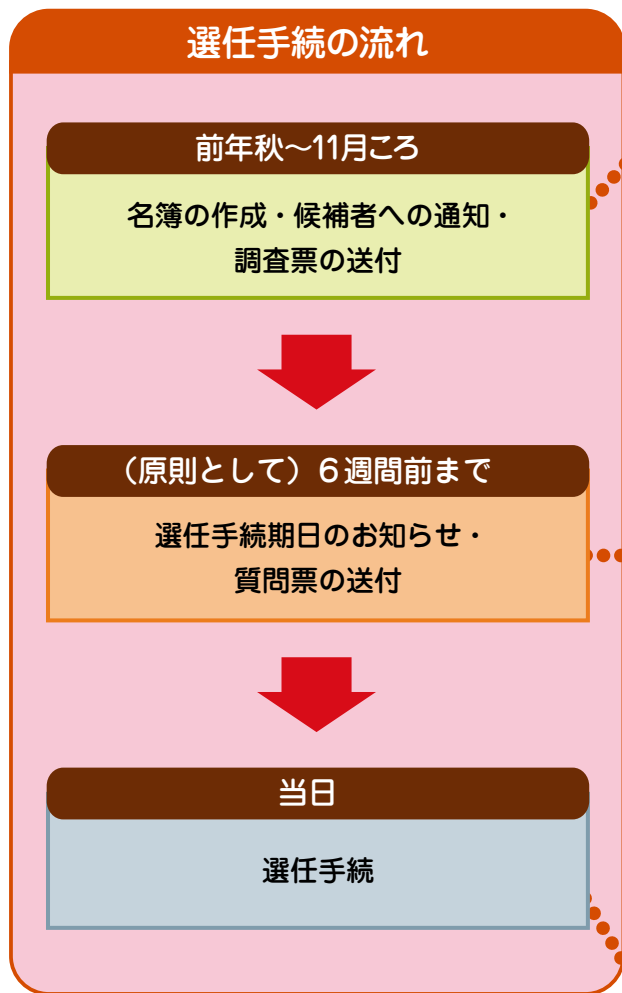 選任手続の流れ
前年秋～11月ころ
名簿の作成・候補者への通知・
調査票の送付
（原則として）６週間前まで
選任手続期日のお知らせ・
質問票の送付
当日
選任手続